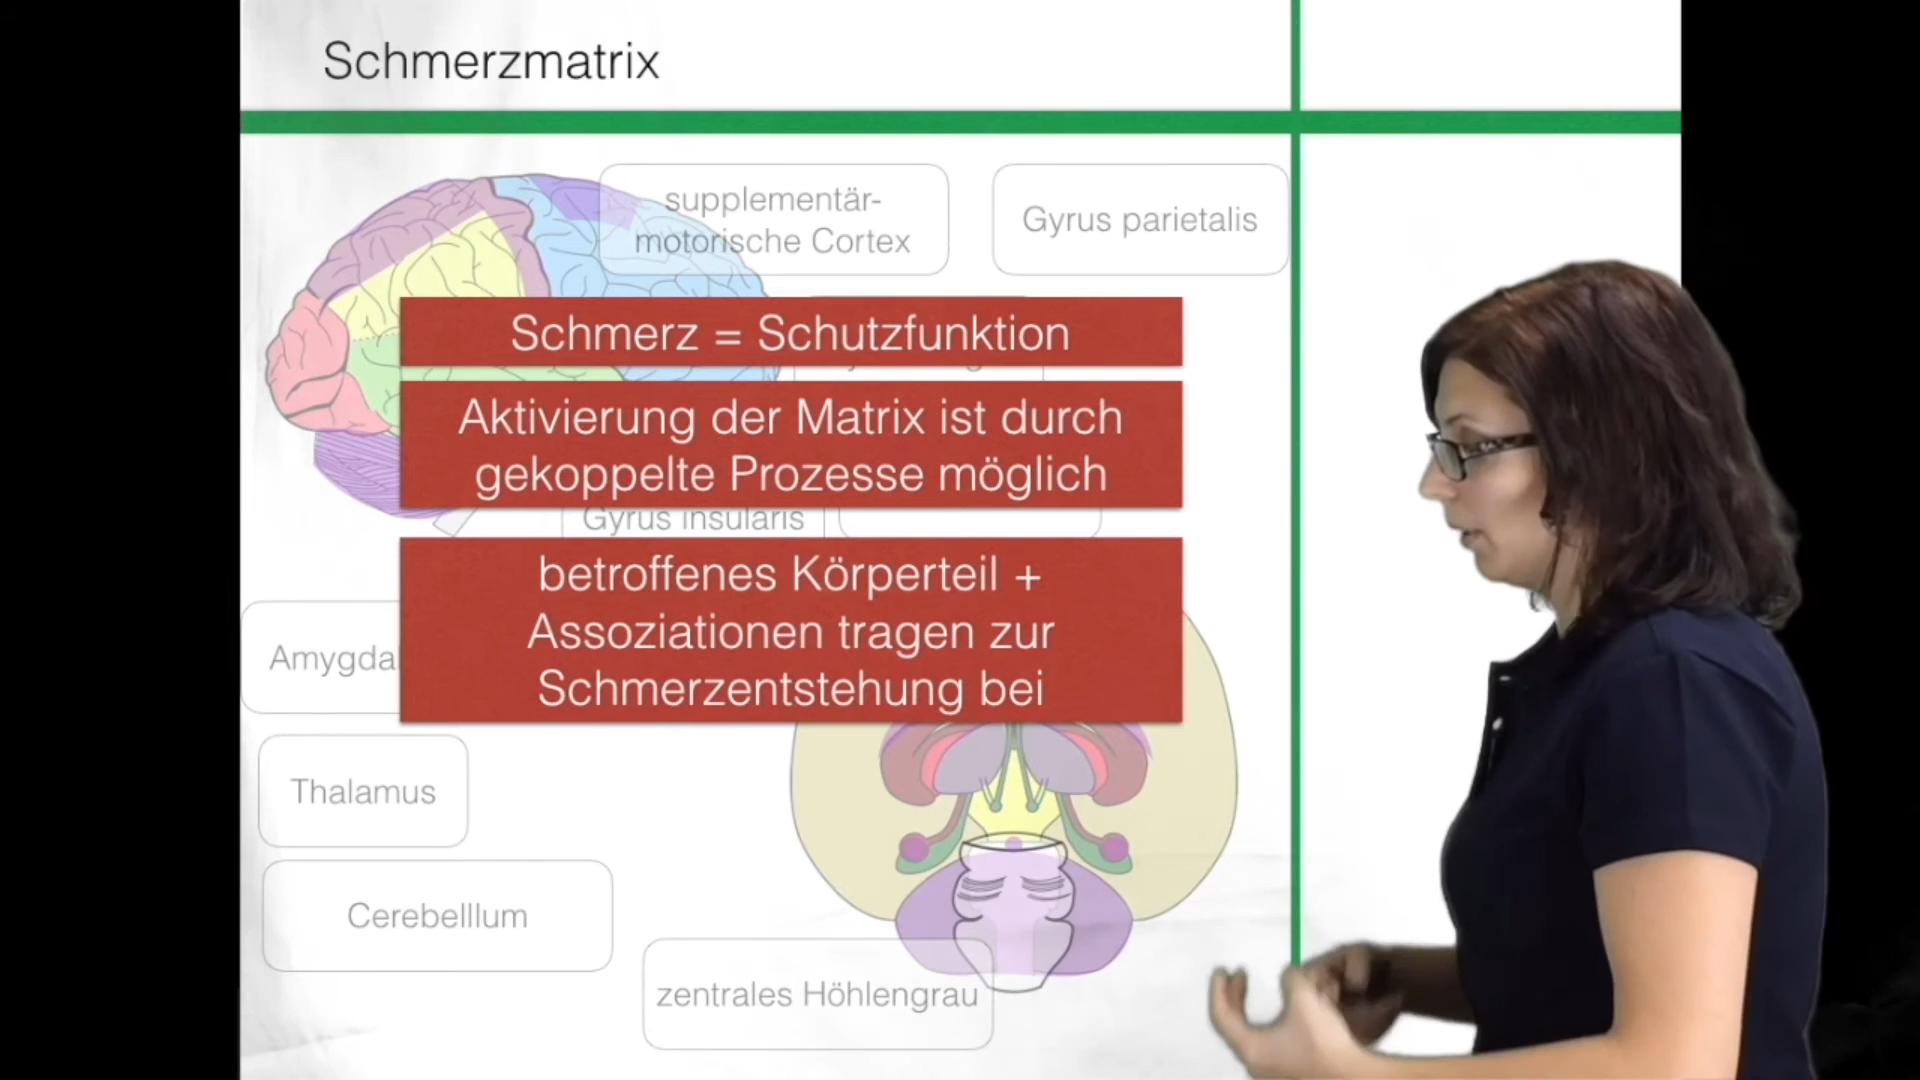 Schmerzmatrix
supplementär-
motorische Cortex
Gyrus parietalis
Schmerz = Schutzfunktion
Aktivierung der Matrix ist durch
gekoppelte Prozesse möglich
Gyrus insularis
betroffenes Körperteil +
Assoziationen tragen zur
Schmerzentstehung bei
Amygda
Thalamus
Cerebelllum
zentrales Höhlengrau